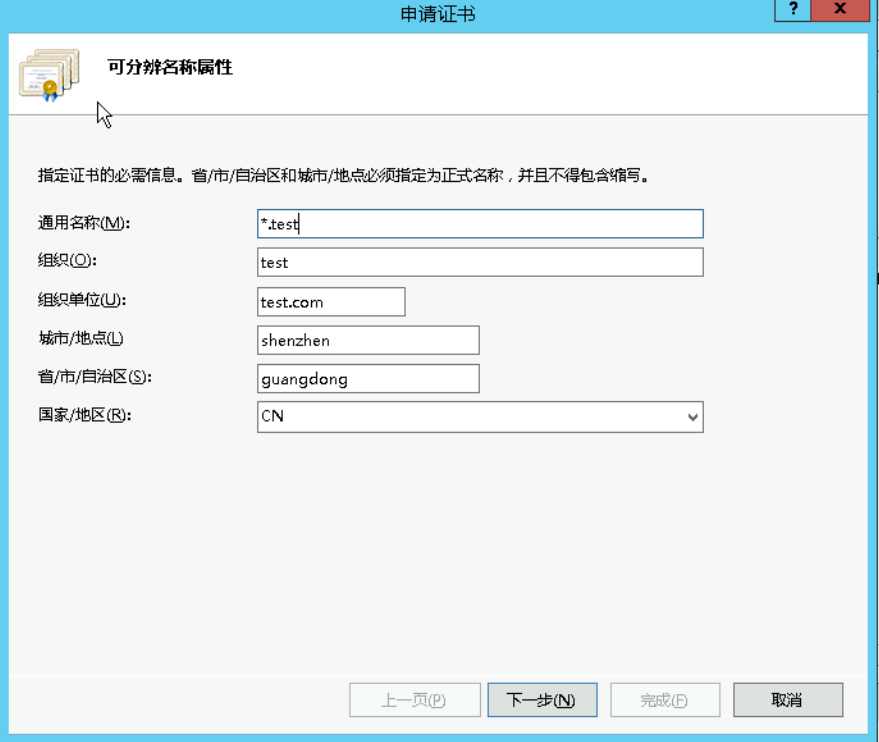 申请证书
?
x
可分辨名称属性
指定证书的必需信息。省/市/自治区和城市/地点必须指定为正式名称，并且不得包含缩写。
通用名称(M): *.test
组织(O): test
组织单位(U): test.com
城市/地点(L) shenzhen
省/市/自治区(S): guangdong
国家/地区(R): CN
上一页(P) 下一步(N) 完成(F) 取消